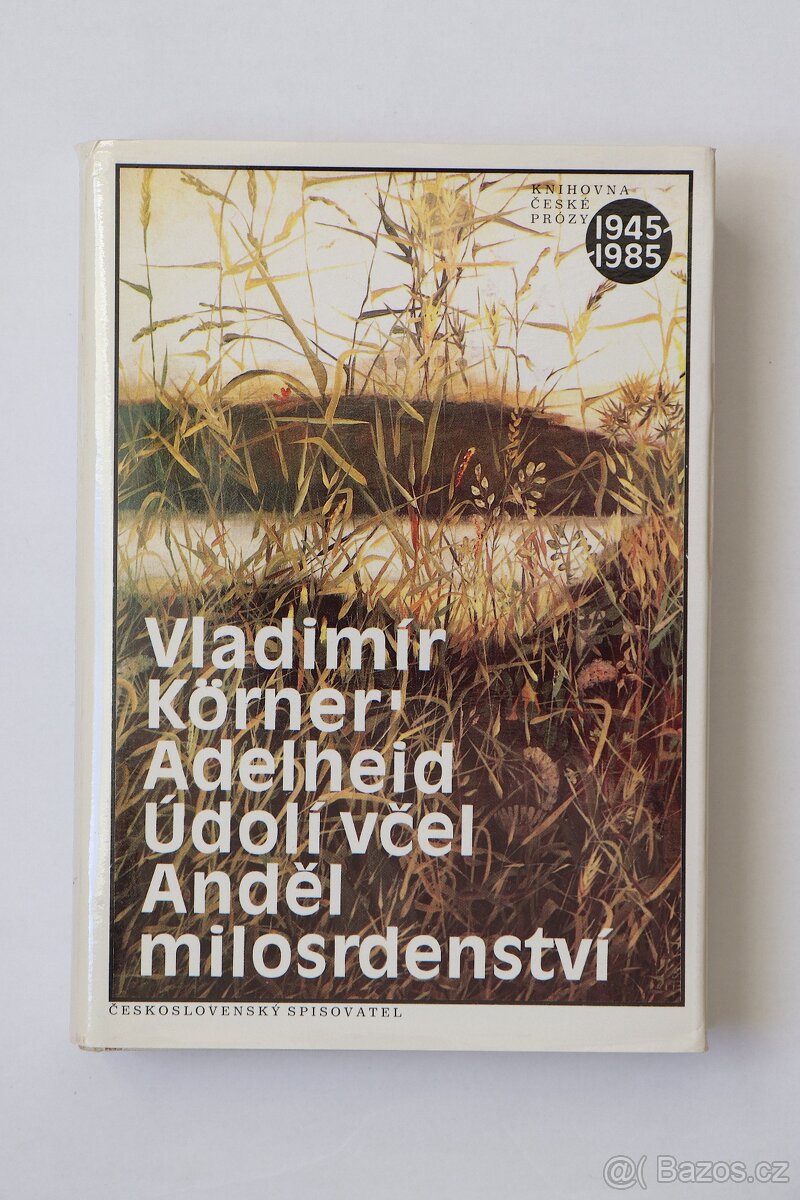 KNIHOVNA
ČESKÉ
PRÓZY
1945
1985
Vladimír
Körner
Adelheid
Údolí včel
Anděl
milosrdenství
ČESKOSLOVENSKÝ SPISOVATEL
@( Bazos.cz